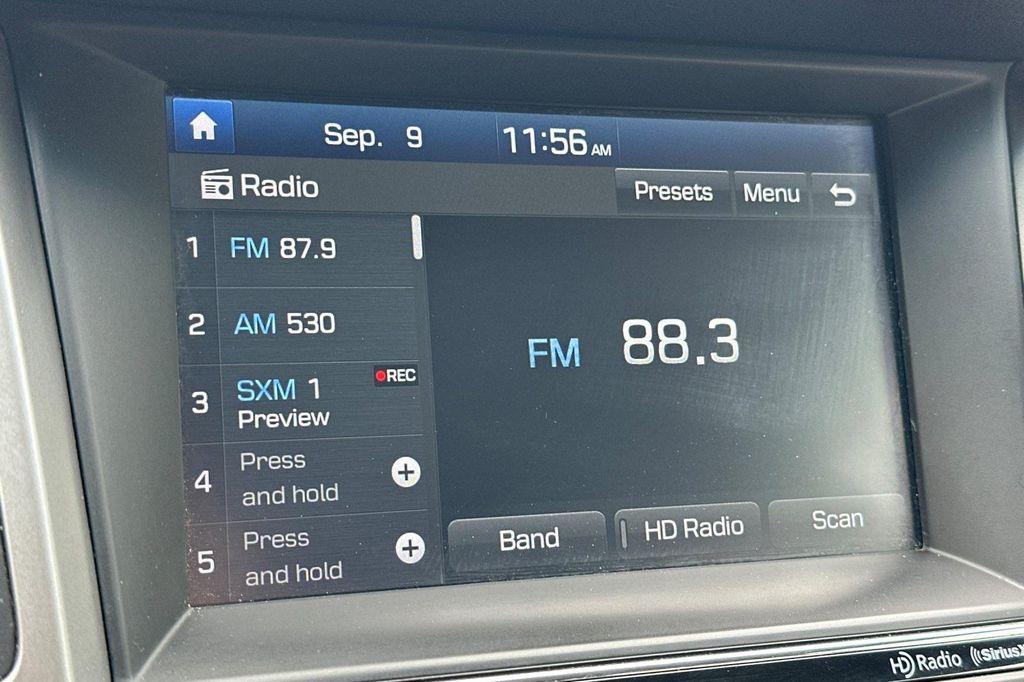 Sep. 9 11:56 AM
Radio Presets Menu
1 FM 87.9
2 AM 530
3 SXM 1 REC
Preview
4 Press
and hold
5 Press
and hold
FM 88.3
Band HD Radio Scan
HD Radio SiriusX